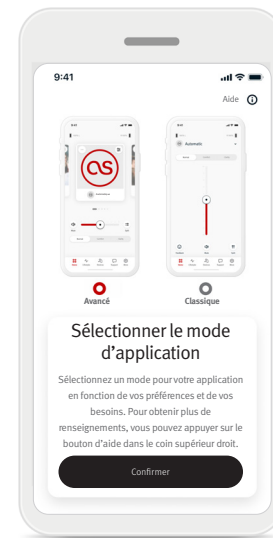 9:41
Aide
Automatic
Avancé
Classique
Sélectionner le mode
d’application
Sélectionnez un mode pour votre application
en fonction de vos préférences et de vos
besoins. Pour obtenir plus de
renseignements, vous pouvez appuyer sur le
bouton d’aide dans le coin supérieur droit.
Confirmer